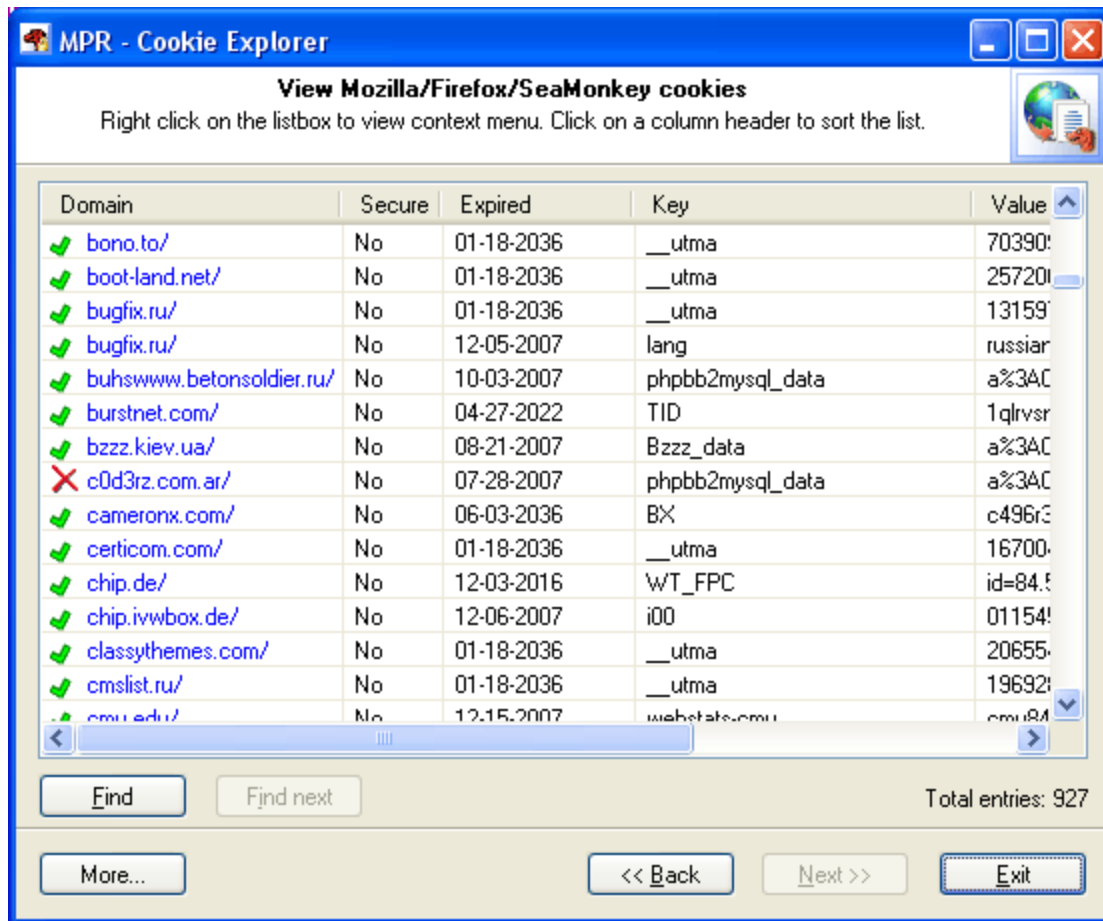 MPR - Cookie Explorer
View Mozilla/Firefox/SeaMonkey cookies
Right click on the listbox to view context menu. Click on a column header to sort the list.
Domain Secure Expired Key Value
bono.to/ No 01-18-2036 __utma
boot-land.net/ No 01-18-2036 __utma
bugfix.ru/ No 01-18-2036 __utma
bugfix.ru/ No 12-05-2007 lang
buhswww.betonsoldier.ru/ No 10-03-2007 phpbb2mysql_data
burstnet.com/ No 04-27-2022 TID
bzzz.kiev.ua/ No 08-21-2007 Bzzz_data
c0d3rz.com.ar/ No 07-28-2007 phpbb2mysql_data
cameronx.com/ No 06-03-2036 BX
certicom.com/ No 01-18-2036 __utma
chip.de/ No 12-03-2016 WT_FPC
chip.ivwbox.de/ No 12-06-2007 i00
classythemes.com/ No 01-18-2036 __utma
cmslist.ru/ No 01-18-2036 __utma
cmu.edu/ No 12-15-2007 webstats-cmu
Find Find next Total entries: 927
More... << Back Next >> Exit